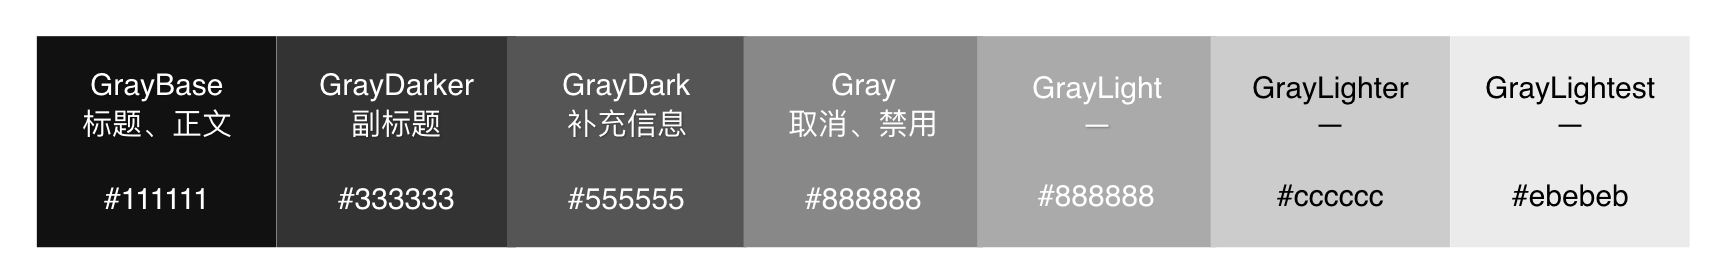 GrayBase
标题、正文
#111111
GrayDarker
副标题
#333333
GrayDark
补充信息
#555555
Gray
取消、禁用
#888888
GrayLight
—
#888888
GrayLighter
—
#cccccc
GrayLightest
—
#ebebeb